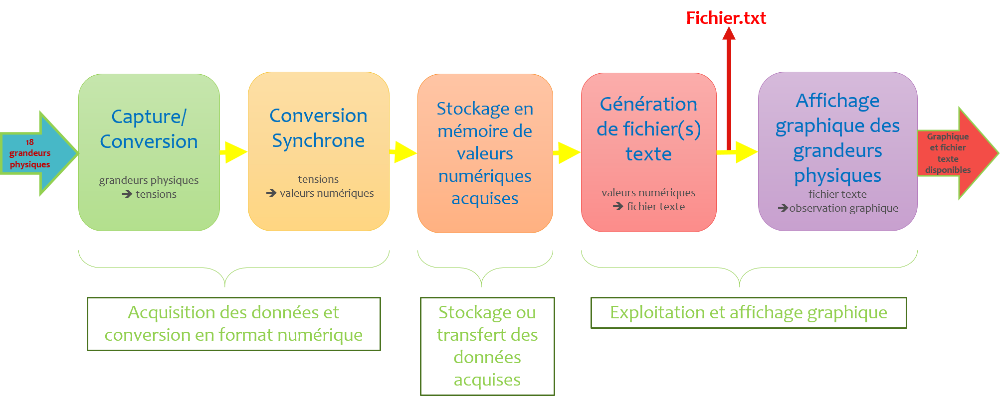 Fichier.txt
18
grandeurs
physiques
Capture/
Conversion
grandeurs physiques
➔ tensions
Conversion
Synchrone
tensions
➔ valeurs numériques
Stockage en
mémoire de
valeurs
numériques
acquises
Génération
de fichier(s)
texte
valeurs numériques
➔ fichier texte
Affichage
graphique des
grandeurs
physiques
fichier texte
➔observation graphique
Graphique
et fichier
texte
disponibles
Acquisition des données et
conversion en format numérique
Stockage ou
transfert des
données
acquises
Exploitation et affichage graphique